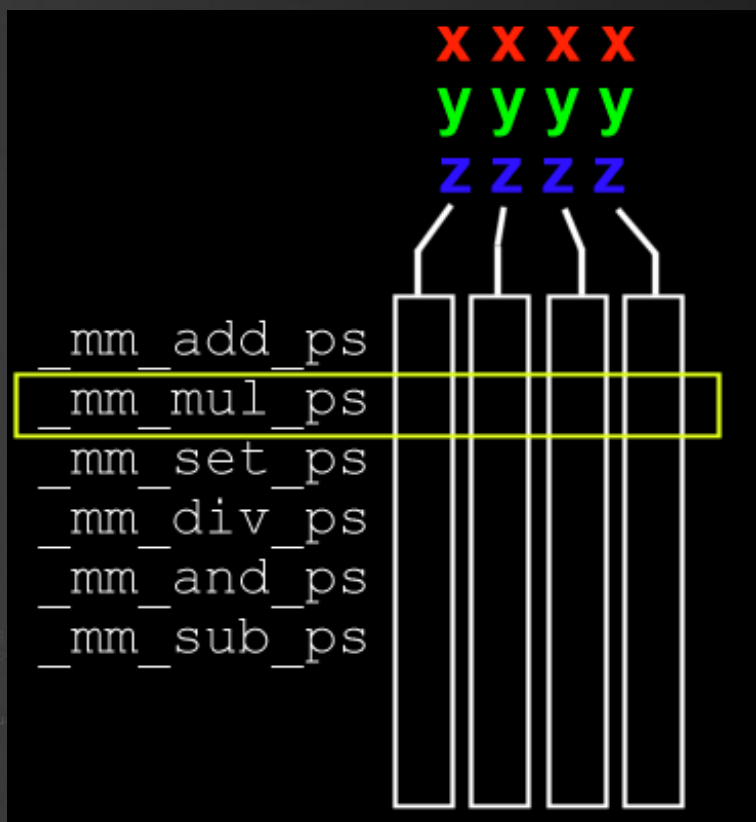 x x x x
y y y y
z z z z
_mm_add_ps
_mm_mul_ps
_mm_set_ps
_mm_div_ps
_mm_and_ps
_mm_sub_ps